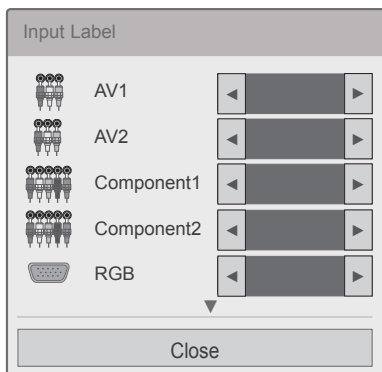 Input Label
AV1
AV2
Component1
Component2
RGB
Close